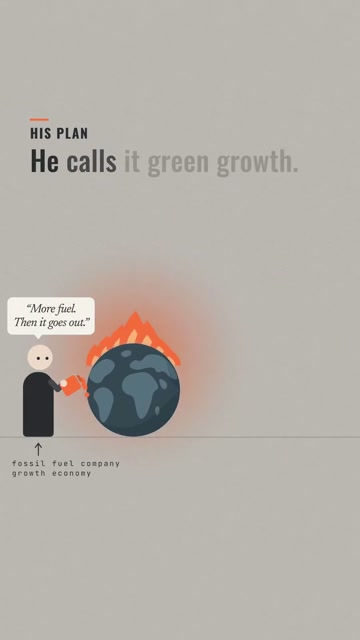 HIS PLAN
He calls it green growth.
“More fuel.
Then it goes out.”
fossil fuel company
growth economy